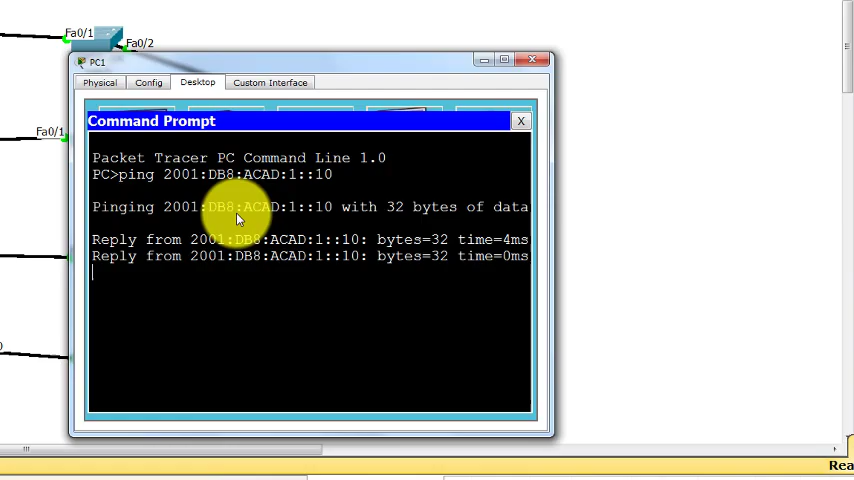 Fa0/1
Fa0/2
PC1
Physical
Config
Desktop
Custom Interface
Fa0/1
Command Prompt
X
Packet Tracer PC Command Line 1.0
PC>ping 2001:DB8:ACAD:1::10
Pinging 2001:DB8:ACAD:1::10 with 32 bytes of data
Reply from 2001:DB8:ACAD:1::10: bytes=32 time=4ms
Reply from 2001:DB8:ACAD:1::10: bytes=32 time=0ms
0
Rea